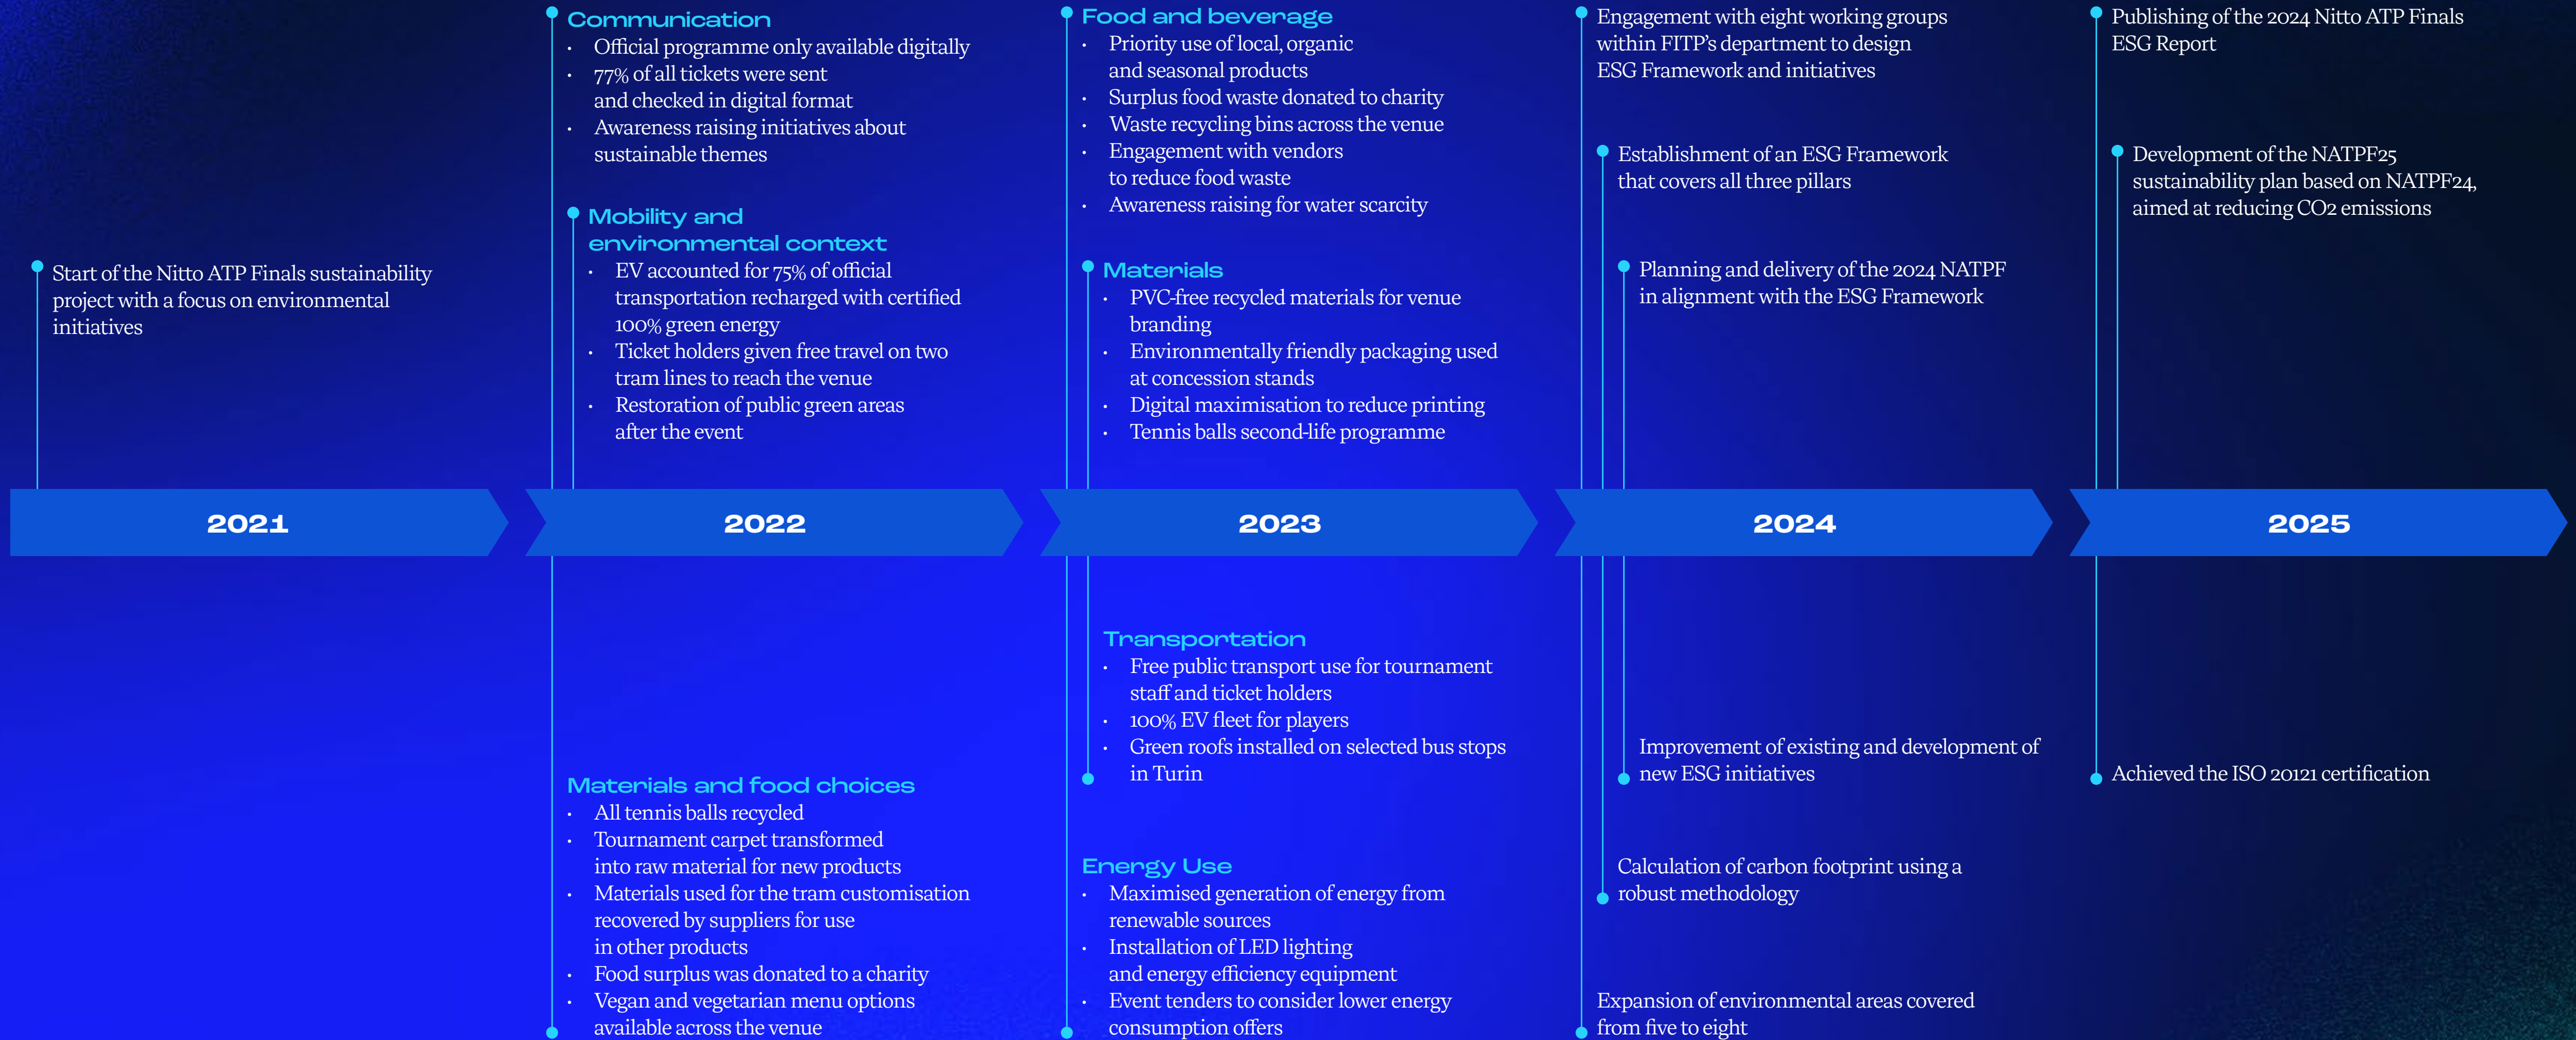 Start of the Nitto ATP Finals sustainability
project with a focus on environmental
initiatives
2021
Communication
· Official programme only available digitally
· 77% of all tickets were sent
and checked in digital format
· Awareness raising initiatives about
sustainable themes
Mobility and
environmental context
· EV accounted for 75% of official
transportation recharged with certified
100% green energy
· Ticket holders given free travel on two
tram lines to reach the venue
· Restoration of public green areas
after the event
2022
Materials and food choices
· All tennis balls recycled
· Tournament carpet transformed
into raw material for new products
· Materials used for the tram customisation
recovered by suppliers for use
in other products
· Food surplus was donated to a charity
· Vegan and vegetarian menu options
available across the venue
Food and beverage
· Priority use of local, organic
and seasonal products
· Surplus food waste donated to charity
· Waste recycling bins across the venue
· Engagement with vendors
to reduce food waste
· Awareness raising for water scarcity
Materials
· PVC-free recycled materials for venue
branding
· Environmentally friendly packaging used
at concession stands
· Digital maximisation to reduce printing
· Tennis balls second-life programme
2023
Transportation
· Free public transport use for tournament
staff and ticket holders
· 100% EV fleet for players
· Green roofs installed on selected bus stops
in Turin
Energy Use
· Maximised generation of energy from
renewable sources
· Installation of LED lighting
and energy efficiency equipment
· Event tenders to consider lower energy
consumption offers
Engagement with eight working groups
within FITP's department to design
ESG Framework and initiatives
Establishment of an ESG Framework
that covers all three pillars
Planning and delivery of the 2024 NATPF
in alignment with the ESG Framework
2024
Improvement of existing and development of
new ESG initiatives
Calculation of carbon footprint using a
robust methodology
Expansion of environmental areas covered
from five to eight
Publishing of the 2024 Nitto ATP Finals
ESG Report
Development of the NATPF25
sustainability plan based on NATPF24,
aimed at reducing CO2 emissions
2025
Achieved the ISO 20121 certification